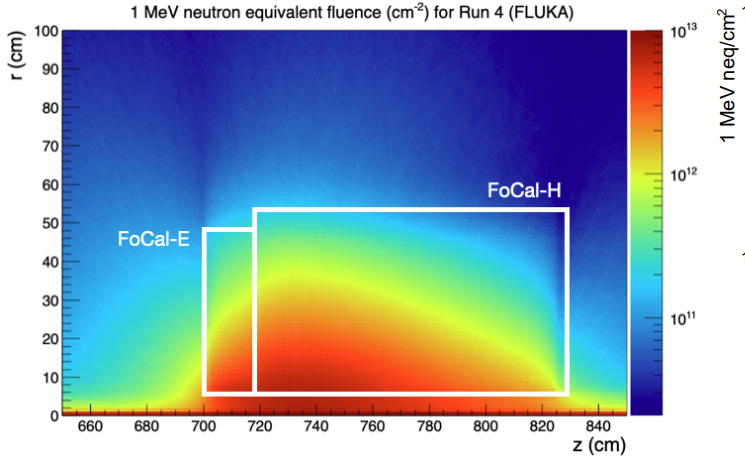 1 MeV neutron equivalent fluence (cm⁻²) for Run 4 (FLUKA)
r (cm)
100
90
80
70
60
50
40
30
20
10
0
FoCal-E
FoCal-H
660 680 700 720 740 760 780 800 820 840
z (cm)
10¹³
10¹²
10¹¹
1 MeV neq/cm²